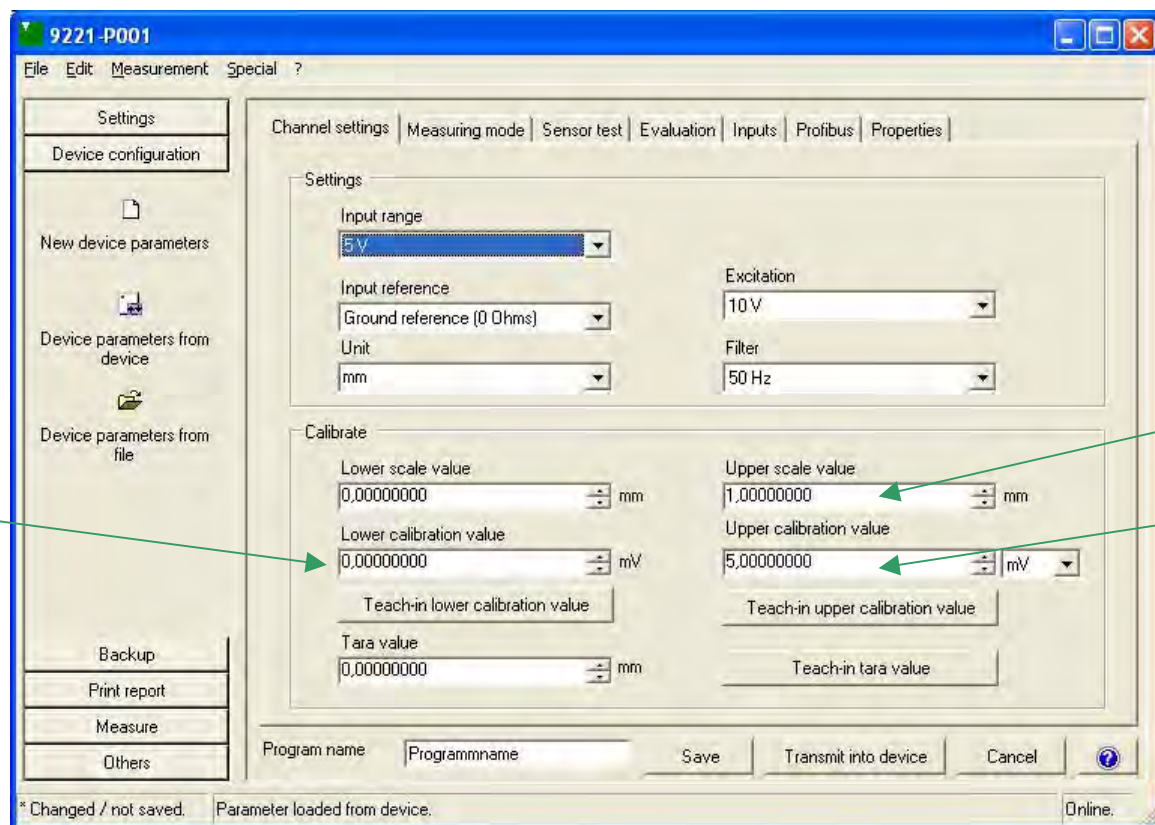 9221-P001
File Edit Measurement Special ?
Settings
Device configuration
New device parameters
Device parameters from
device
Device parameters from
file
Backup
Print report
Measure
Others
Channel settings Measuring mode Sensor test Evaluation Inputs Profibus Properties
Settings
Input range
5 V
Input reference
Ground reference (0 Ohms)
Unit
mm
Excitation
10 V
Filter
50 Hz
Calibrate
Lower scale value
0,00000000 mm
Upper scale value
1,00000000 mm
Lower calibration value
0,00000000 mV
Upper calibration value
5,00000000 mV
Teach-in lower calibration value
Teach-in upper calibration value
Tara value
0,00000000 mm
Teach-in tara value
Program name Programmname Save Transmit into device Cancel ?
* Changed / not saved. Parameter loaded from device. Online.